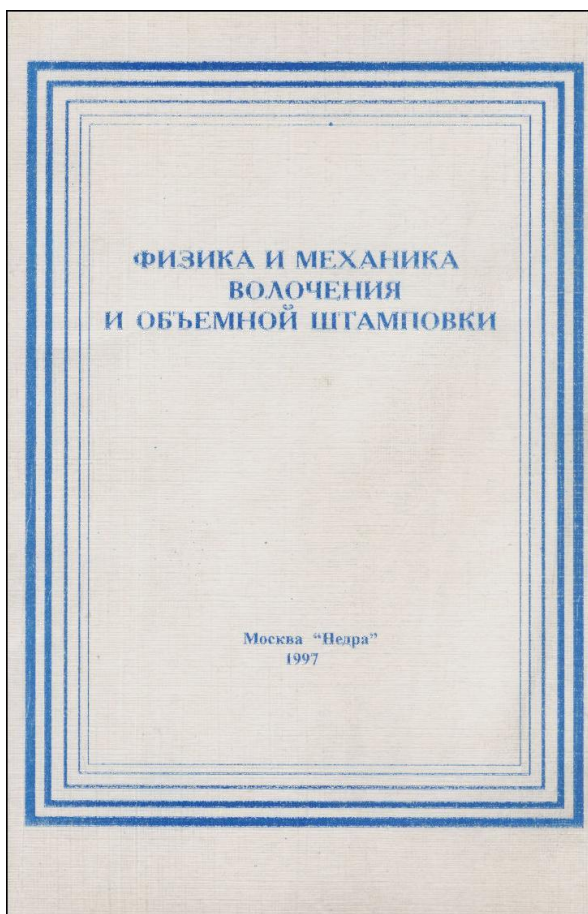 ФИЗИКА И МЕХАНИКА
ВОЛОЧЕНИЯ
И ОБЪЕМНОЙ ШТАМПОВКИ
Москва "Недра"
1997